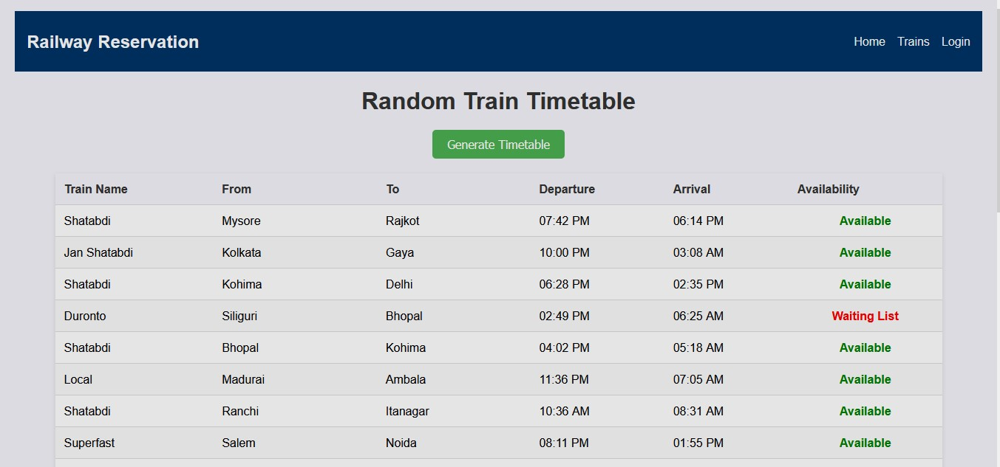 Railway Reservation Home Trains Login
Random Train Timetable
Generate Timetable
Train Name From To Departure Arrival Availability
Shatabdi Mysore Rajkot 07:42 PM 06:14 PM Available
Jan Shatabdi Kolkata Gaya 10:00 PM 03:08 AM Available
Shatabdi Kohima Delhi 06:28 PM 02:35 PM Available
Duronto Siliguri Bhopal 02:49 PM 06:25 AM Waiting List
Shatabdi Bhopal Kohima 04:02 PM 05:18 AM Available
Local Madurai Ambala 11:36 PM 07:05 AM Available
Shatabdi Ranchi Itanagar 10:36 AM 08:31 AM Available
Superfast Salem Noida 08:11 PM 01:55 PM Available